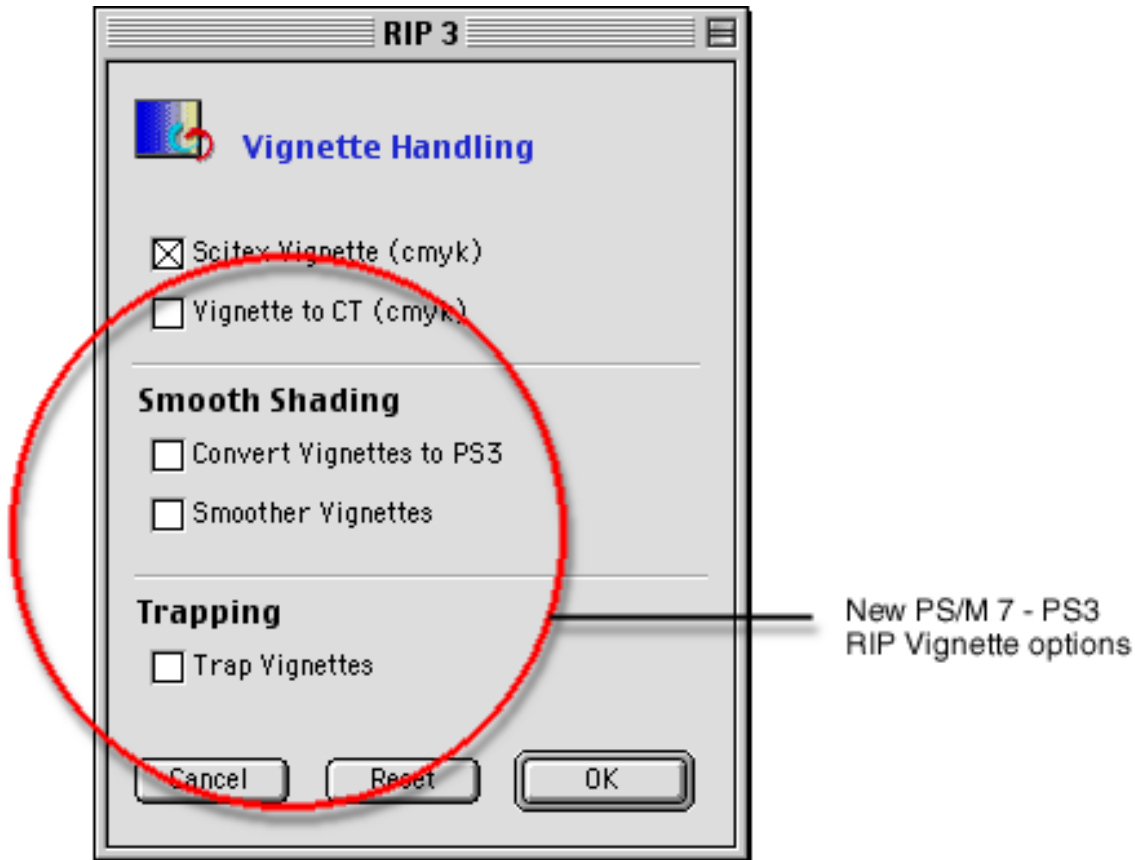 RIP 3
Vignette Handling
Scitex Vignette (cmyk)
Vignette to CT (cmyk)
Smooth Shading
Convert Vignettes to PS3
Smoother Vignettes
Trapping
Trap Vignettes
Cancel
Reset
OK
New PS/M 7 - PS3
RIP Vignette options